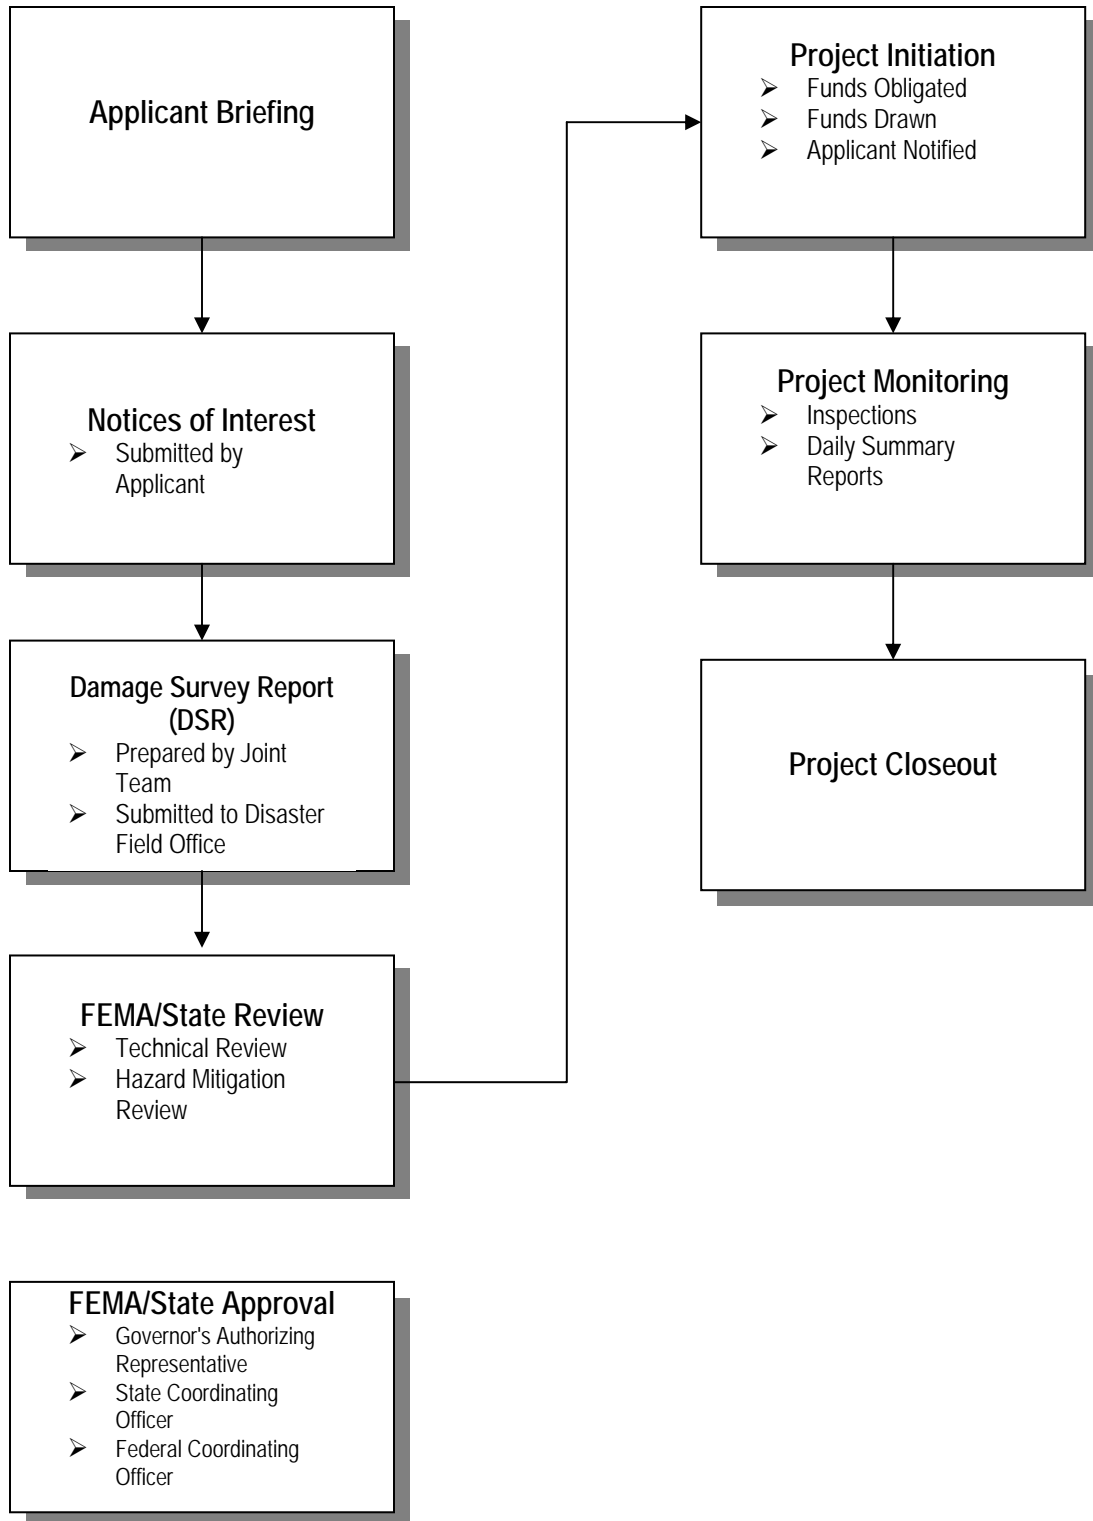 Applicant Briefing
Notices of Interest
➢ Submitted by
Applicant
Damage Survey Report
(DSR)
➢ Prepared by Joint
Team
➢ Submitted to Disaster
Field Office
FEMA/State Review
➢ Technical Review
➢ Hazard Mitigation
Review
FEMA/State Approval
➢ Governor's Authorizing
Representative
➢ State Coordinating
Officer
➢ Federal Coordinating
Officer
Project Initiation
➢ Funds Obligated
➢ Funds Drawn
➢ Applicant Notified
Project Monitoring
➢ Inspections
➢ Daily Summary
Reports
Project Closeout